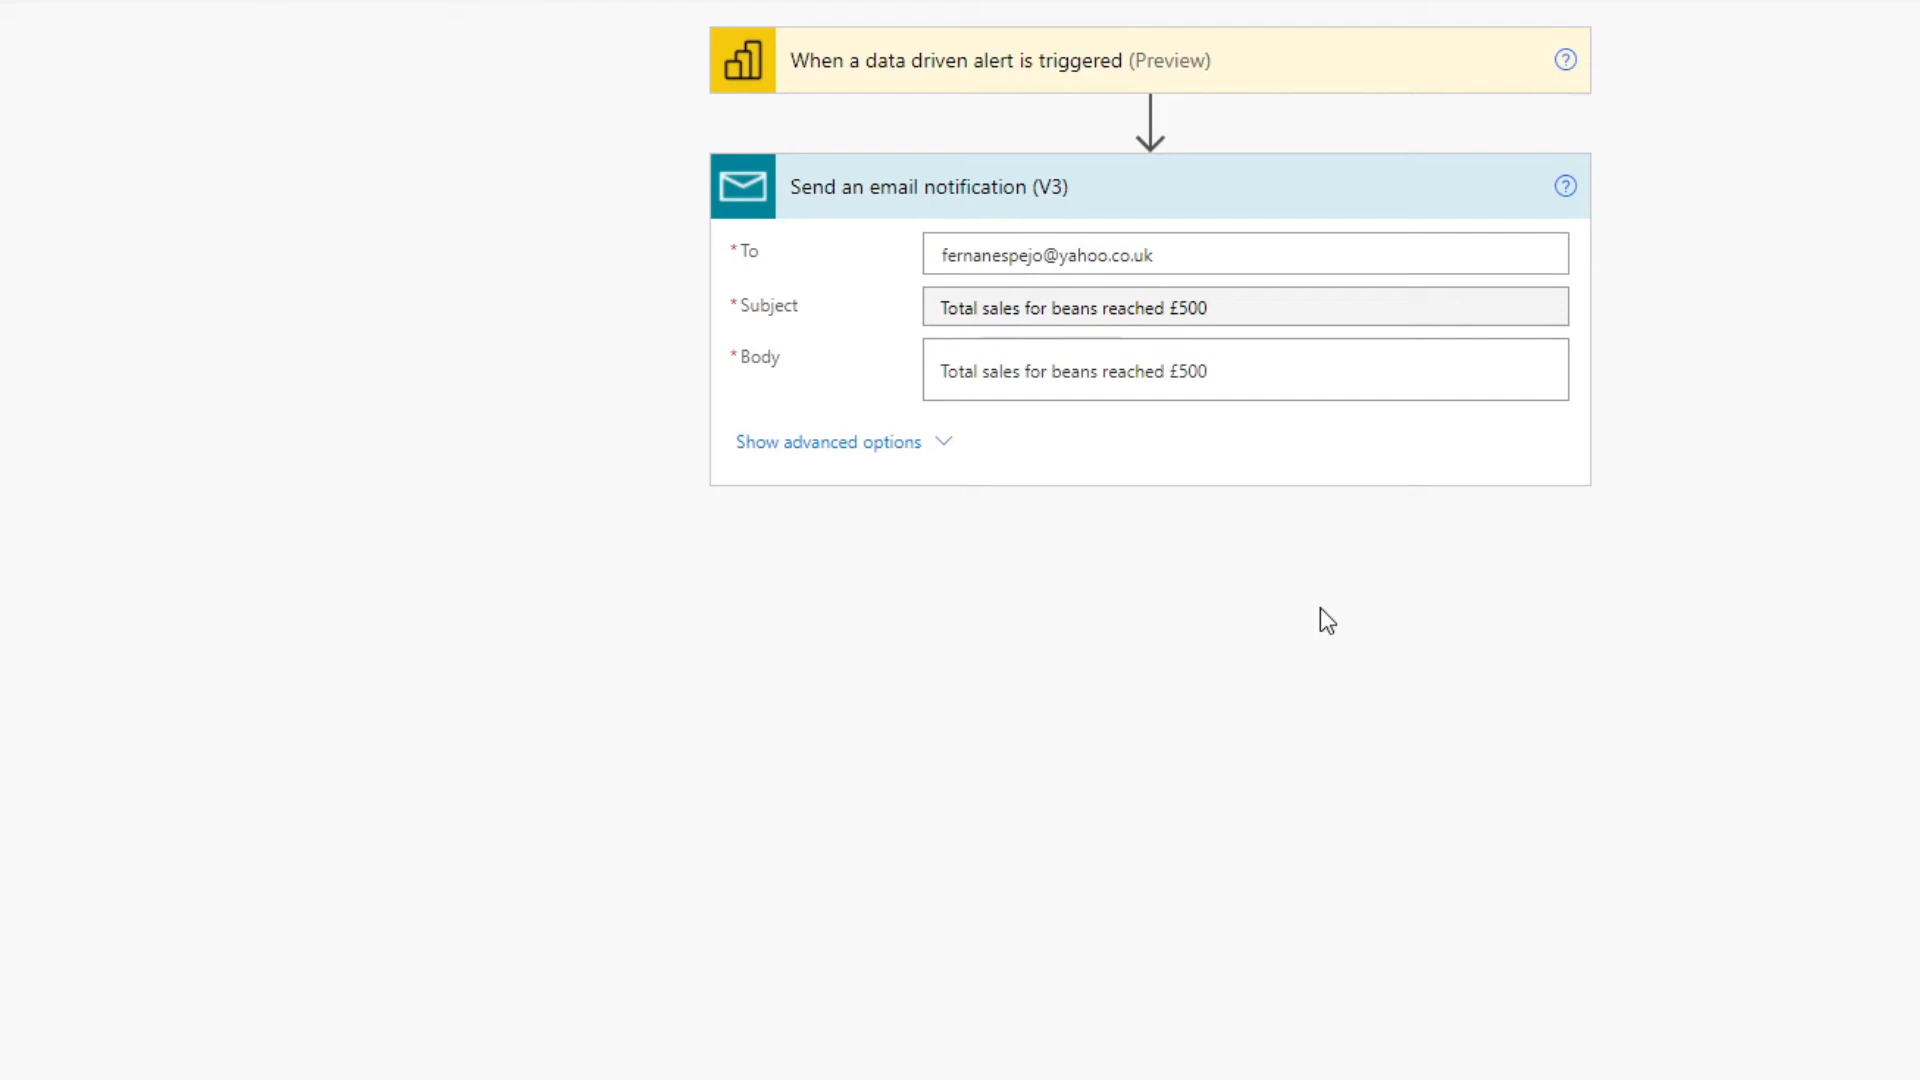 When a data driven alert is triggered (Preview)
?
Send an email notification (V3)
?
*To
fernanespejo@yahoo.co.uk
*Subject
Total sales for beans reached £500
*Body
Total sales for beans reached £500
Show advanced options